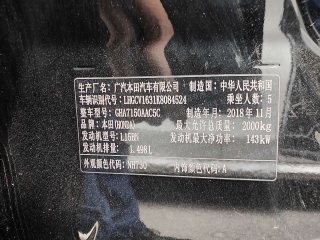 生产厂名：广汽本田汽车有限公司 制造国：中华人民共和国
车辆识别代号：LHGCV1631K8084524 乘坐人数：5
整车型号：GHA7150AAC5C 制造年月：2018年11月
品牌：本田(HONDA) 最大允许总质量：2000kg
发动机型号：L15BN 发动机最大净功率：143kW
发动机排量：1.498L
外观颜色代码：NH730 内饰颜色代码：A